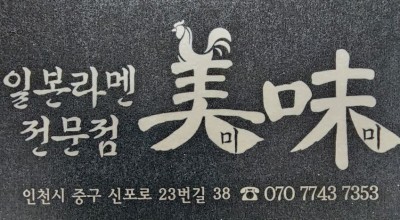 일본라멘
전문점
美味
미 미
인천시 중구 신포로 23번길 38 ☎ 070 7743 7353